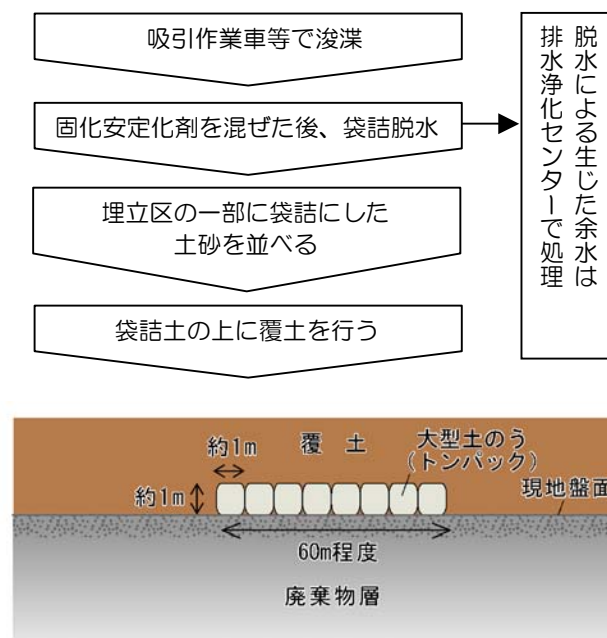 吸引作業車等で浚渫
固化安定化剤を混ぜた後、袋詰脱水
脱水による生じた余水は
排水浄化センターで処理
埋立区の一部に袋詰にした
土砂を並べる
袋詰土の上に覆土を行う
約1m
覆 土
大型土のう
(トンパック)
約1m
現地盤面
60m程度
廃棄物層